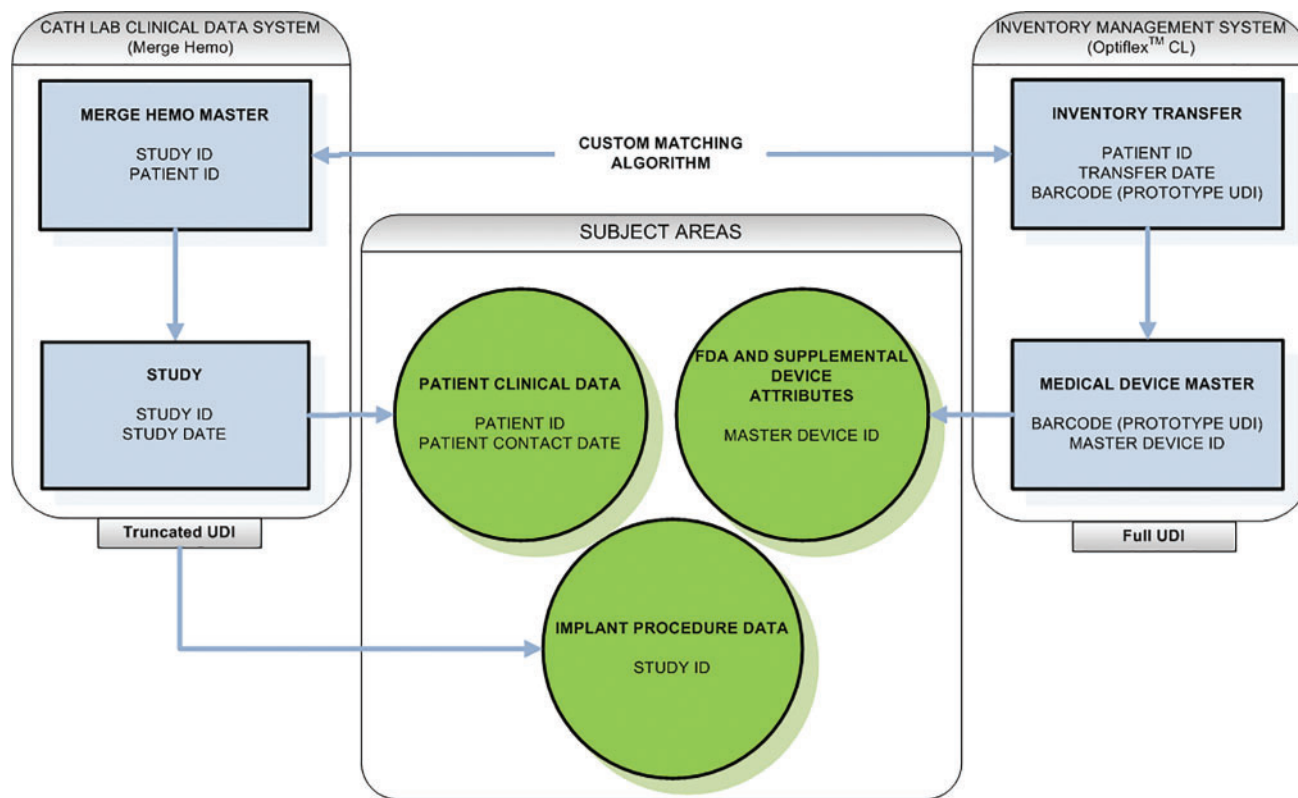 CATH LAB CLINICAL DATA SYSTEM
(Merge Hemo)
MERGE HEMO MASTER
STUDY ID
PATIENT ID
STUDY
STUDY ID
STUDY DATE
Truncated UDI
CUSTOM MATCHING
ALGORITHM
SUBJECT AREAS
PATIENT CLINICAL DATA
PATIENT ID
PATIENT CONTACT DATE
FDA AND SUPPLEMENTAL
DEVICE
ATTRIBUTES
MASTER DEVICE ID
IMPLANT PROCEDURE DATA
STUDY ID
INVENTORY MANAGEMENT SYSTEM
(Optiflex™ CL)
INVENTORY TRANSFER
PATIENT ID
TRANSFER DATE
BARCODE (PROTOTYPE UDI)
MEDICAL DEVICE MASTER
BARCODE (PROTOTYPE UDI)
MASTER DEVICE ID
Full UDI